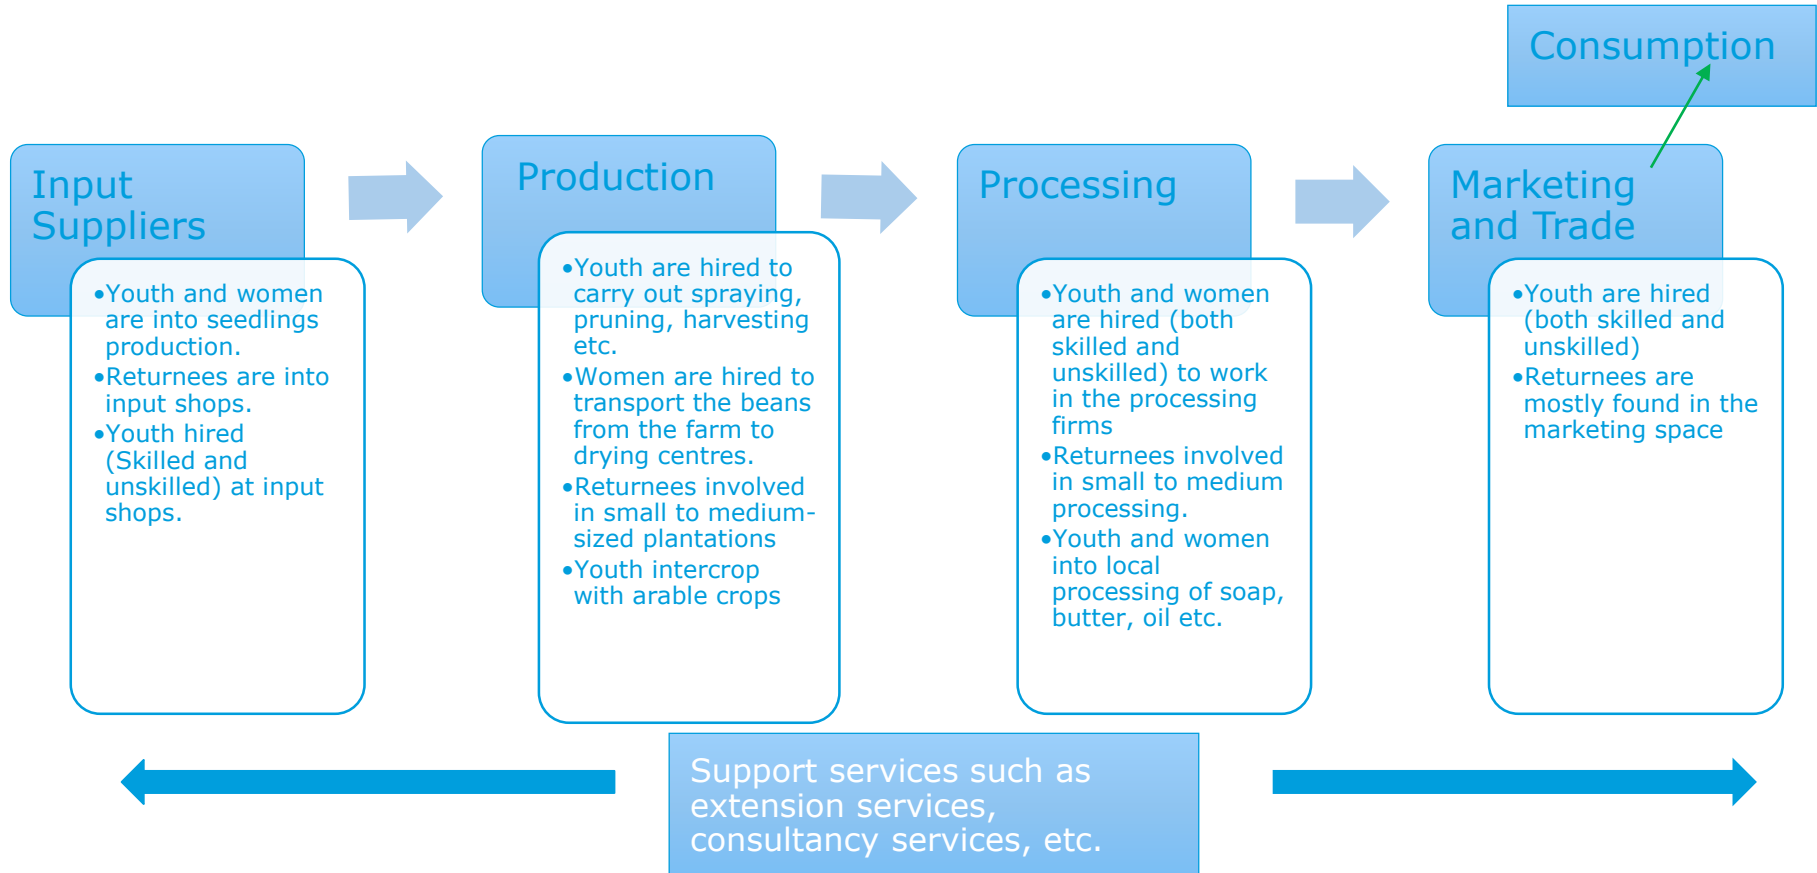 Consumption
Input
Suppliers
•Youth and women
are into seedlings
production.
•Returnees are into
input shops.
•Youth hired
(Skilled and
unskilled) at input
shops.
Production
•Youth are hired to
carry out spraying,
pruning, harvesting
etc.
•Women are hired to
transport the beans
from the farm to
drying centres.
•Returnees involved
in small to medium-
sized plantations
•Youth intercrop
with arable crops
Processing
•Youth and women
are hired (both
skilled and
unskilled) to work
in the processing
firms
•Returnees involved
in small to medium
processing.
•Youth and women
into local
processing of soap,
butter, oil etc.
Marketing
and Trade
•Youth are hired
(both skilled and
unskilled)
•Returnees are
mostly found in the
marketing space
Support services such as
extension services,
consultancy services, etc.